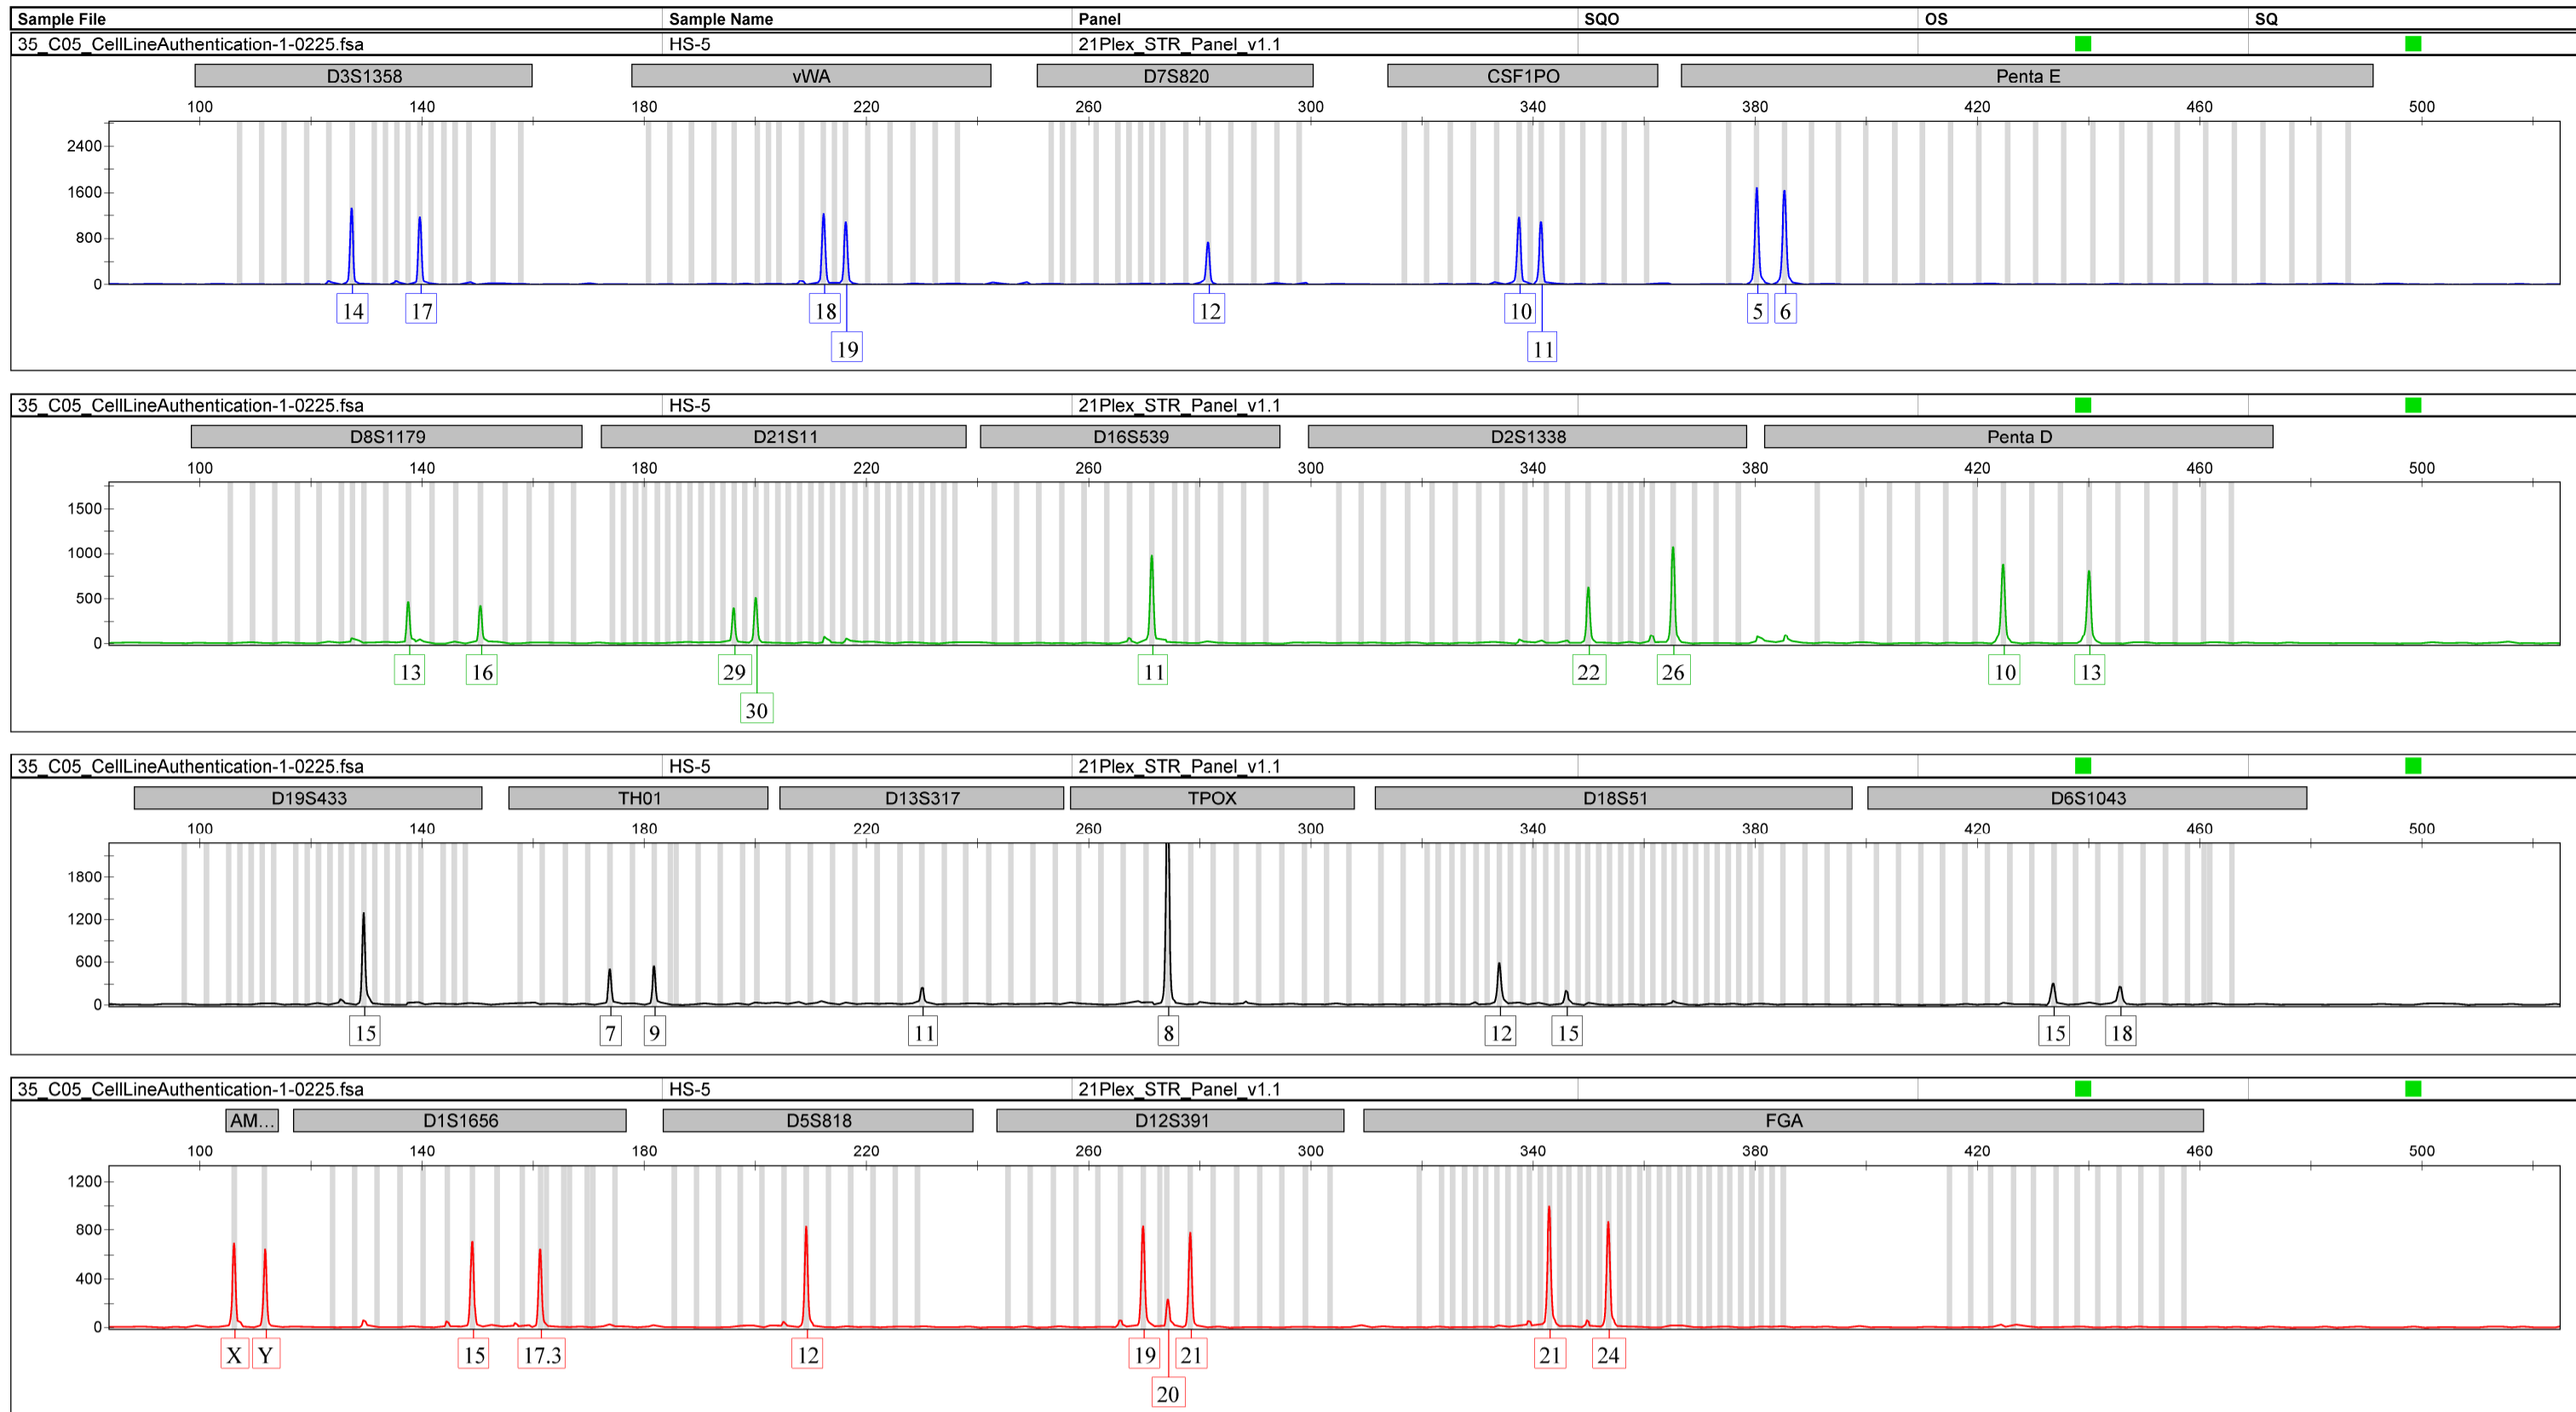 Sample File Sample Name Panel SQO OS SQ
35_C05_CellLineAuthentication-1-0225.fsa HS-5 21Plex_STR_Panel_v1.1
D3S1358 vWA D7S820 CSF1PO Penta E
100 140 180 220 260 300 340 380 420 460 500
2400
1600
800
0
14 17 18 12 10 5 6
19 11
35_C05_CellLineAuthentication-1-0225.fsa HS-5 21Plex_STR_Panel_v1.1
D8S1179 D21S11 D16S539 D2S1338 Penta D
100 140 180 220 260 300 340 380 420 460 500
1500
1000
500
0
13 16 29 11 22 26 10 13
30
35_C05_CellLineAuthentication-1-0225.fsa HS-5 21Plex_STR_Panel_v1.1
D19S433 TH01 D13S317 TPOX D18S51 D6S1043
100 140 180 220 260 300 340 380 420 460 500
1800
1200
600
0
15 7 9 11 8 12 15 15 18
35_C05_CellLineAuthentication-1-0225.fsa HS-5 21Plex_STR_Panel_v1.1
AM... D1S1656 D5S818 D12S391 FGA
100 140 180 220 260 300 340 380 420 460 500
1200
800
400
0
X Y 15 17.3 12 19 21 21 24
20